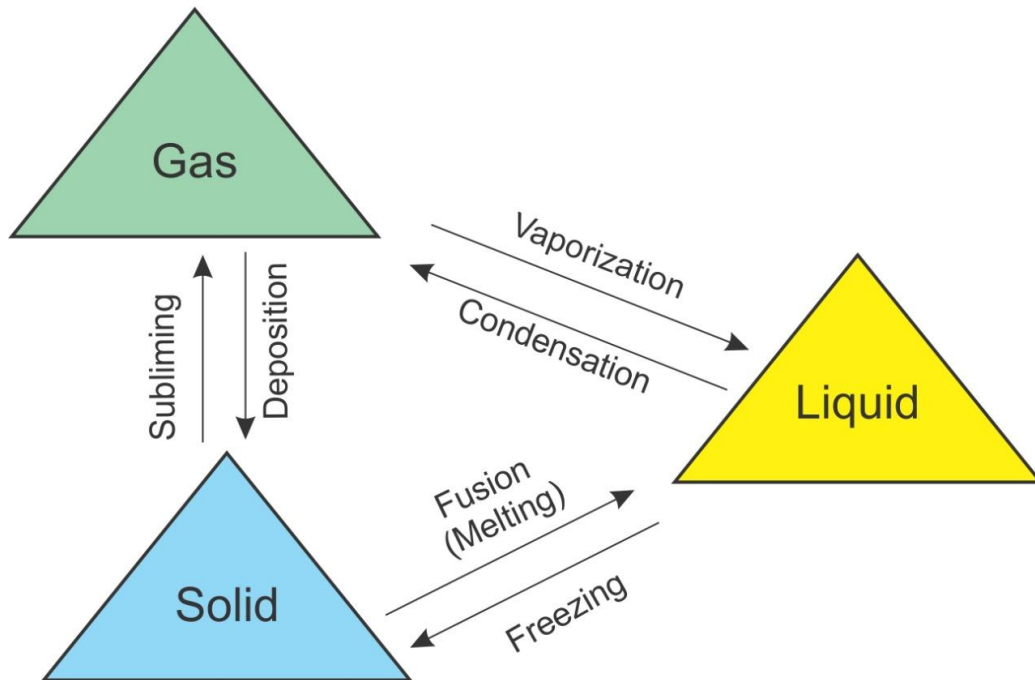 Gas
Vaporization
Condensation
Subliming
Deposition
Liquid
Fusion
(Melting)
Freezing
Solid